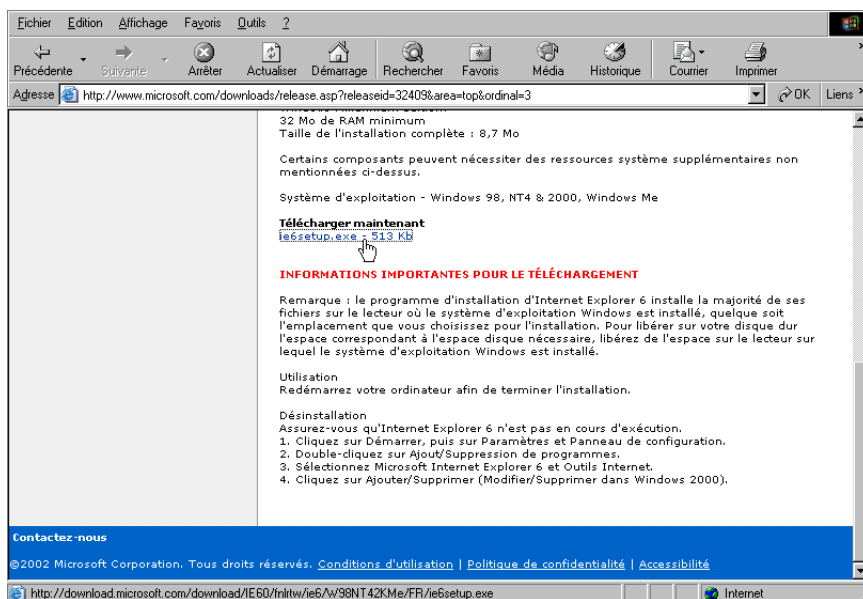 Fichier Edition Affichage Favoris Outils ?
Précédente Suivante Arrêter Actualiser Démarrage Rechercher Favoris Média Historique Courrier Imprimer
Adresse http://www.microsoft.com/downloads/release.asp?releaseid=32409&area=top&ordinal=3 OK Liens
32 Mo de RAM minimum
Taille de l'installation complète : 8,7 Mo
Certains composants peuvent nécessiter des ressources système supplémentaires non
mentionnées ci-dessus.
Système d'exploitation - Windows 98, NT4 & 2000, Windows Me
Télécharger maintenant
ie6setup.exe - 513 Kb
INFORMATIONS IMPORTANTES POUR LE TÉLÉCHARGEMENT
Remarque : le programme d'installation d'Internet Explorer 6 installe la majorité de ses
fichiers sur le lecteur où le système d'exploitation Windows est installé, quelque soit
l'emplacement que vous choisissez pour l'installation. Pour libérer sur votre disque dur
l'espace correspondant à l'espace disque nécessaire, libérez de l'espace sur le lecteur sur
lequel le système d'exploitation Windows est installé.
Utilisation
Redémarrez votre ordinateur afin de terminer l'installation.
Désinstallation
Assurez-vous qu'Internet Explorer 6 n'est pas en cours d'exécution.
1. Cliquez sur Démarrer, puis sur Paramètres et Panneau de configuration.
2. Double-cliquez sur Ajout/Suppression de programmes.
3. Sélectionnez Microsoft Internet Explorer 6 et Outils Internet.
4. Cliquez sur Ajouter/Supprimer (Modifier/Supprimer dans Windows 2000).
Contactez-nous
©2002 Microsoft Corporation. Tous droits réservés. Conditions d'utilisation | Politique de confidentialité | Accessibilité
http://download.microsoft.com/download/IE60/fnlrtw/ie6/W98NT42KMe/FR/ie6setup.exe Internet